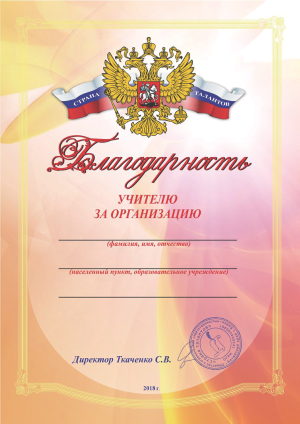 СТРАНА ТАЛАНТОВ
Благодарность
УЧИТЕЛЮ
ЗА ОРГАНИЗАЦИЮ
(фамилия, имя, отчество)
(населенный пункт, образовательное учреждение)
Директор Ткаченко С.В.
2018 г.